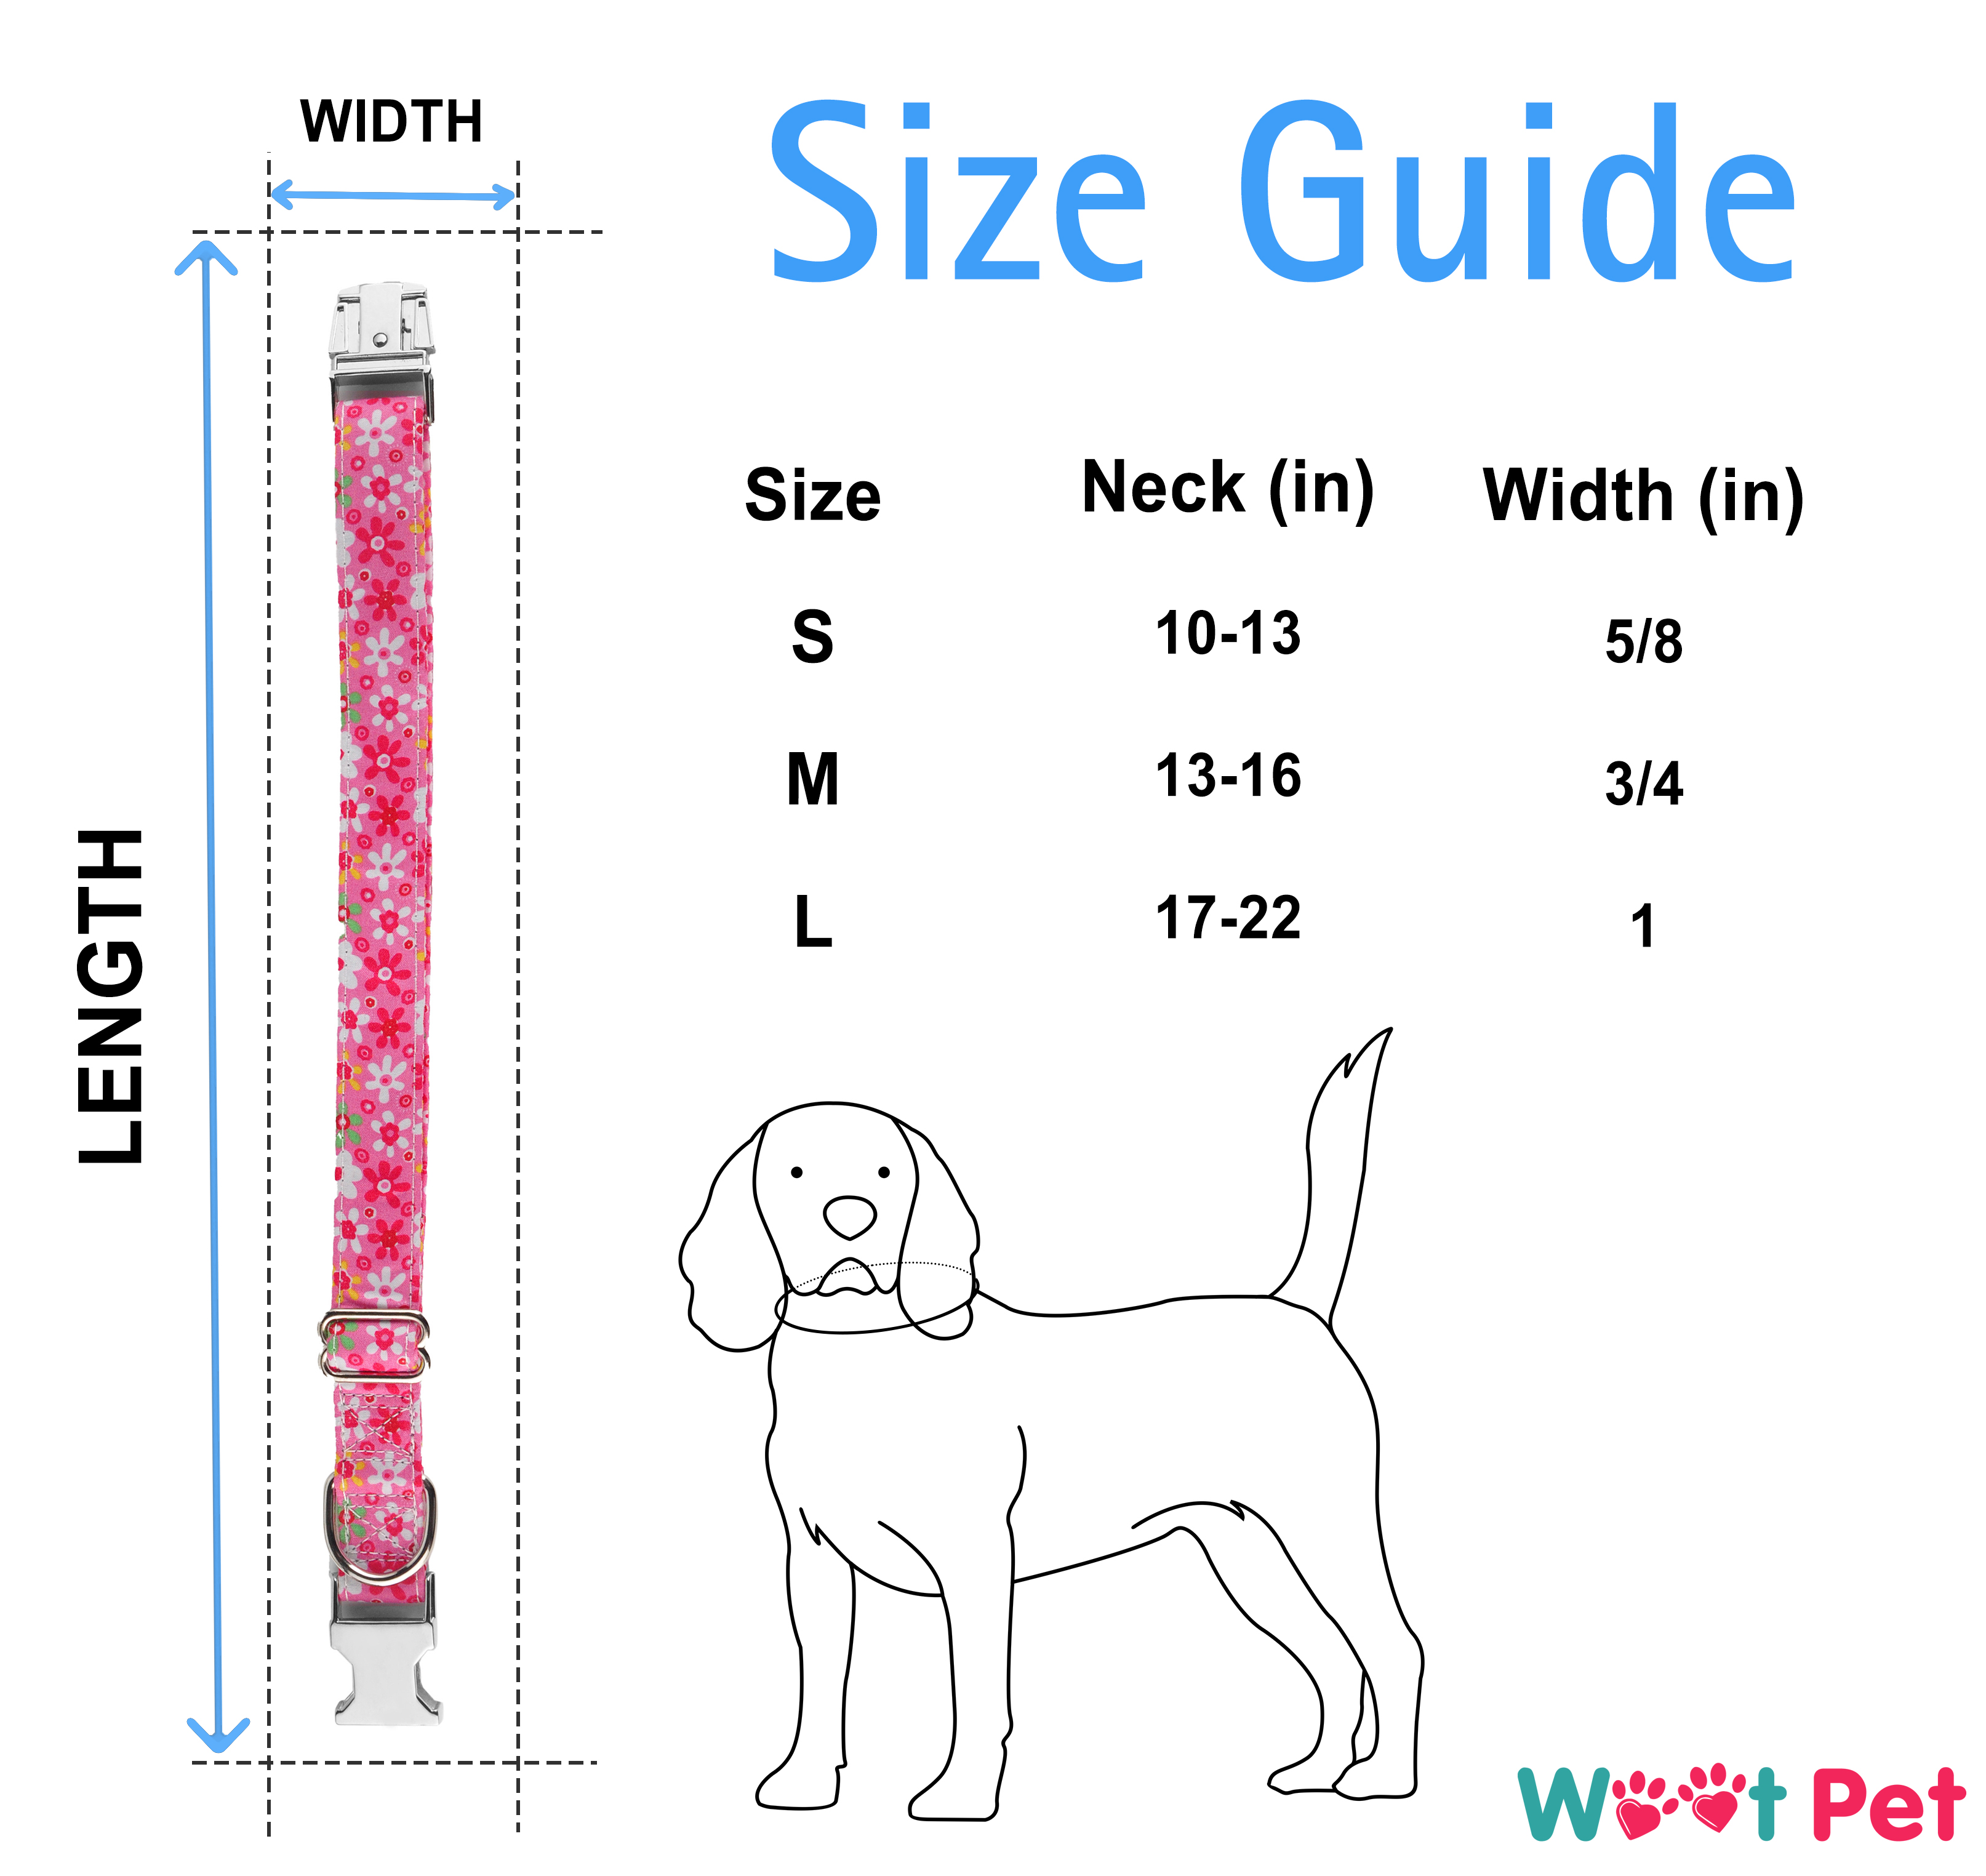 WIDTH
Size Guide
LENGTH
Size Neck (in) Width (in)
S 10-13 5/8
M 13-16 3/4
L 17-22 1
Woot Pet